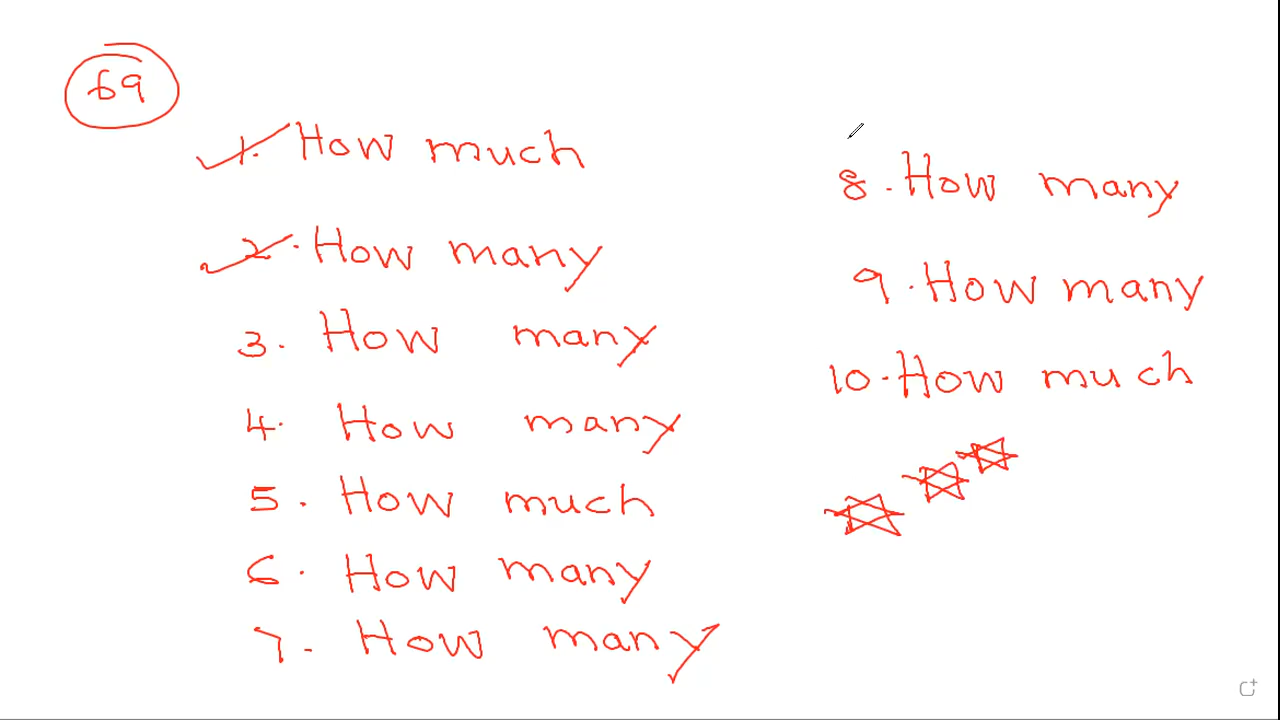 69
1. How much
2. How many
3. How many
4. How many
5. How much
6. How many
7. How many
8. How many
9. How many
10. How much